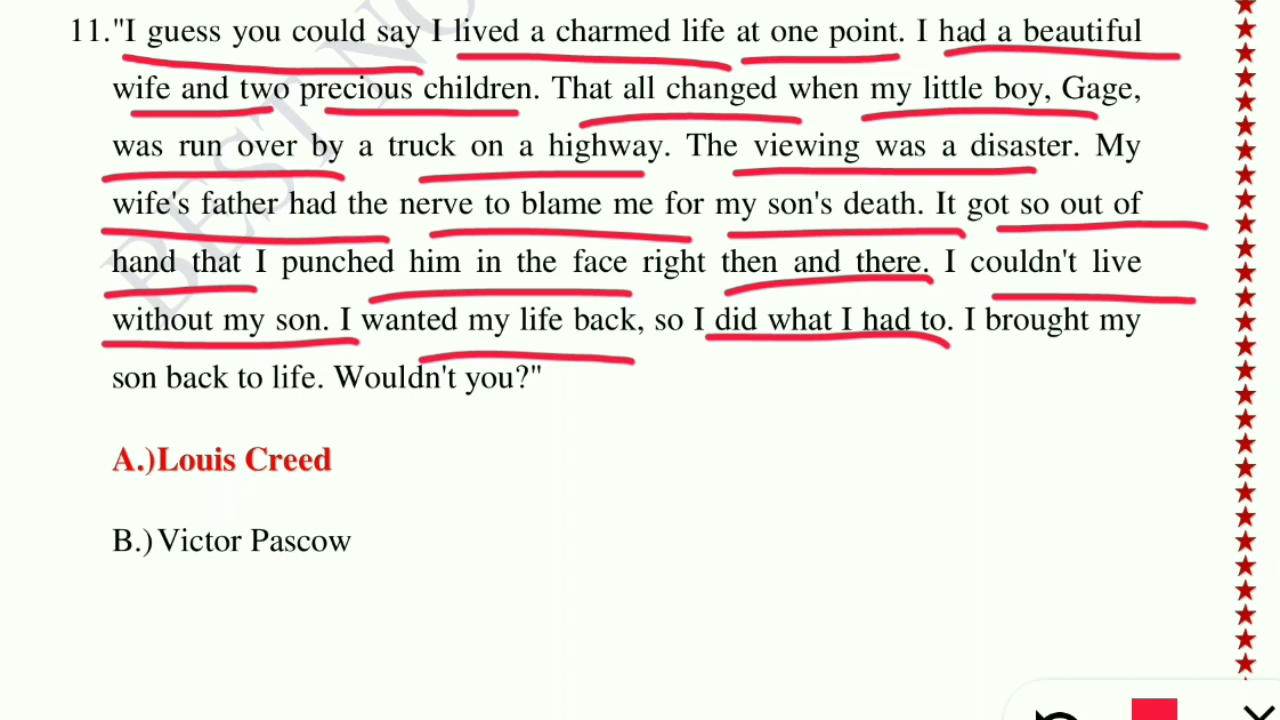 11."I guess you could say I lived a charmed life at one point. I had a beautiful
wife and two precious children. That all changed when my little boy, Gage,
was run over by a truck on a highway. The viewing was a disaster. My
wife's father had the nerve to blame me for my son's death. It got so out of
hand that I punched him in the face right then and there. I couldn't live
without my son. I wanted my life back, so I did what I had to. I brought my
son back to life. Wouldn't you?"
A.)Louis Creed
B.)Victor Pascow
BEST NO